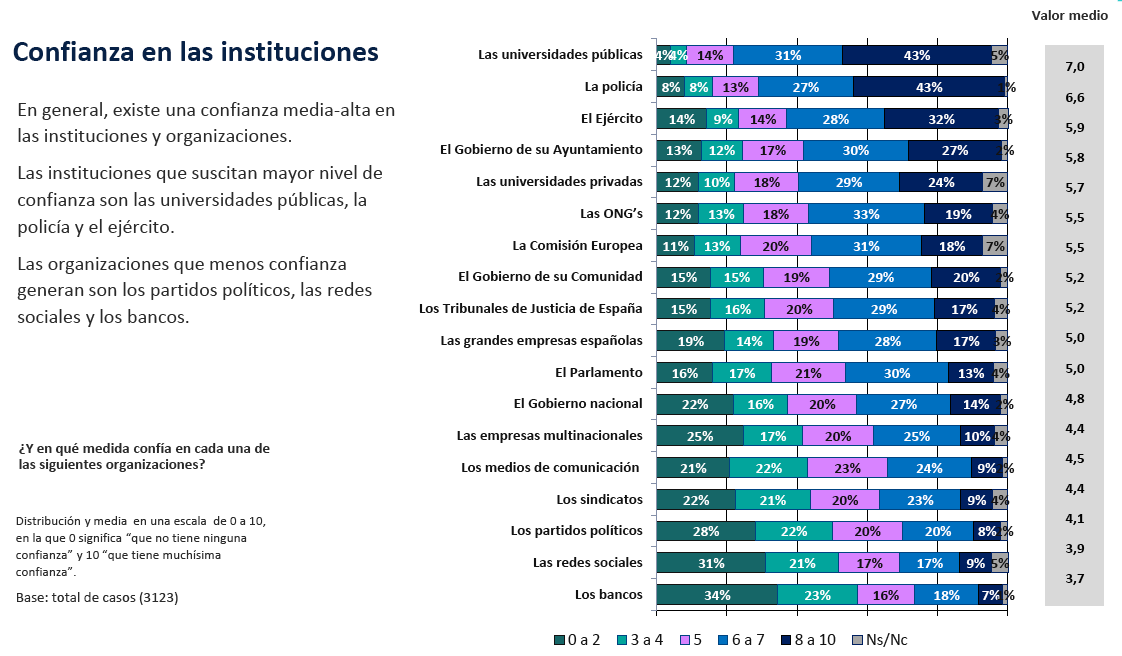 Valor medio
Confianza en las instituciones
En general, existe una confianza media-alta en
las instituciones y organizaciones.
Las instituciones que suscitan mayor nivel de
confianza son las universidades públicas, la
policía y el ejército.
Las organizaciones que menos confianza
generan son los partidos políticos, las redes
sociales y los bancos.
¿Y en qué medida confía en cada una de
las siguientes organizaciones?
Distribución y media en una escala de 0 a 10,
en la que 0 significa “que no tiene ninguna
confianza” y 10 “que tiene muchísima
confianza”.
Base: total de casos (3123)
Las universidades públicas 4% 4% 14% 31% 43% 5% 7,0
La policía 8% 8% 13% 27% 43% 1% 6,6
El Ejército 14% 9% 14% 28% 32% 3% 5,9
El Gobierno de su Ayuntamiento 13% 12% 17% 30% 27% 2% 5,8
Las universidades privadas 12% 10% 18% 29% 24% 7% 5,7
Las ONG’s 12% 13% 18% 33% 19% 4% 5,5
La Comisión Europea 11% 13% 20% 31% 18% 7% 5,5
El Gobierno de su Comunidad 15% 15% 19% 29% 20% 2% 5,2
Los Tribunales de Justicia de España 15% 16% 20% 29% 17% 4% 5,2
Las grandes empresas españolas 19% 14% 19% 28% 17% 3% 5,0
El Parlamento 16% 17% 21% 30% 13% 4% 5,0
El Gobierno nacional 22% 16% 20% 27% 14% 2% 4,8
Las empresas multinacionales 25% 17% 20% 25% 10% 4% 4,4
Los medios de comunicación 21% 22% 23% 24% 9% 4,5
Los sindicatos 22% 21% 20% 23% 9% 4% 4,4
Los partidos políticos 28% 22% 20% 20% 8% 4,1
Las redes sociales 31% 21% 17% 17% 9% 5% 3,9
Los bancos 34% 23% 16% 18% 7% 3,7
0 a 2 3 a 4 5 6 a 7 8 a 10 Ns/Nc